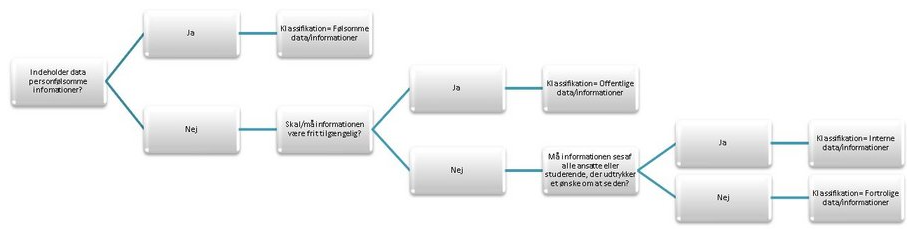 Indeholder data
personfølsomme
infomationer?
Ja
Klassifikation= Følsomme
data/informationer
Nej
Skal/må informationen
være frit tilgængelig?
Ja
Klassifikation= Offentlige
data/informationer
Nej
Må informationen ses af
alle ansatte eller
studerende, der udtrykker
et ønske om at se den?
Ja
Klassifikation= Interne
data/informationer
Nej
Klassifikation= Fortrolige
data/informationer